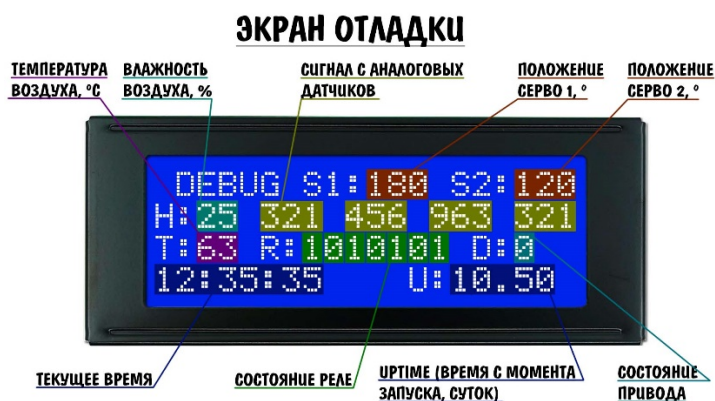 ЭКРАН ОТЛАДКИ
ТЕМПЕРАТУРА
ВОЗДУХА, °C
ВЛАЖНОСТЬ
ВОЗДУХА, %
СИГНАЛ С АНАЛОГОВЫХ
ДАТЧИКОВ
ПОЛОЖЕНИЕ
СЕРВО 1, °
ПОЛОЖЕНИЕ
СЕРВО 2, °
DEBUG S1:180 S2:120
H:25 321 456 963 321
T:63 R:1010101 D:0
12:35:35 U:10.50
ТЕКУЩЕЕ ВРЕМЯ
СОСТОЯНИЕ РЕЛЕ
UPTIME (ВРЕМЯ С МОМЕНТА
ЗАПУСКА, СУТОК)
СОСТОЯНИЕ
ПРИВОДА